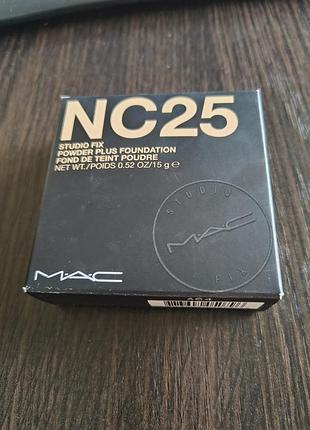 NC25
STUDIO FIX
POWDER PLUS FOUNDATION
FOND DE TEINT POUDRE
NET WT./POIDS 0.52 OZ/15 g ℮
STUDIO
M·A·C
FIX
M·A·C